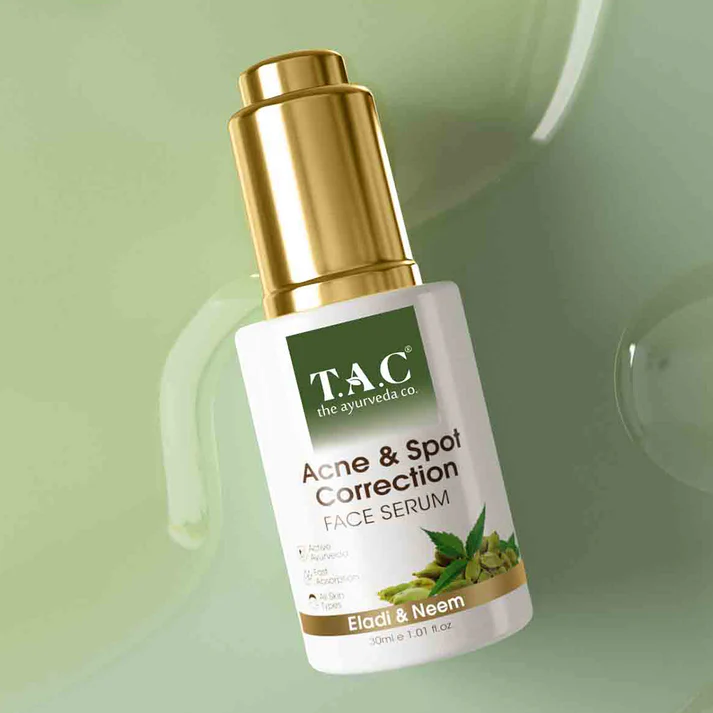 T.A.C®
the ayurveda co.
Acne & Spot
Correction
FACE SERUM
Active
Ayurveda
Fast
Absorption
All Skin
Types
Eladi & Neem
30ml e 1.01 fl.oz